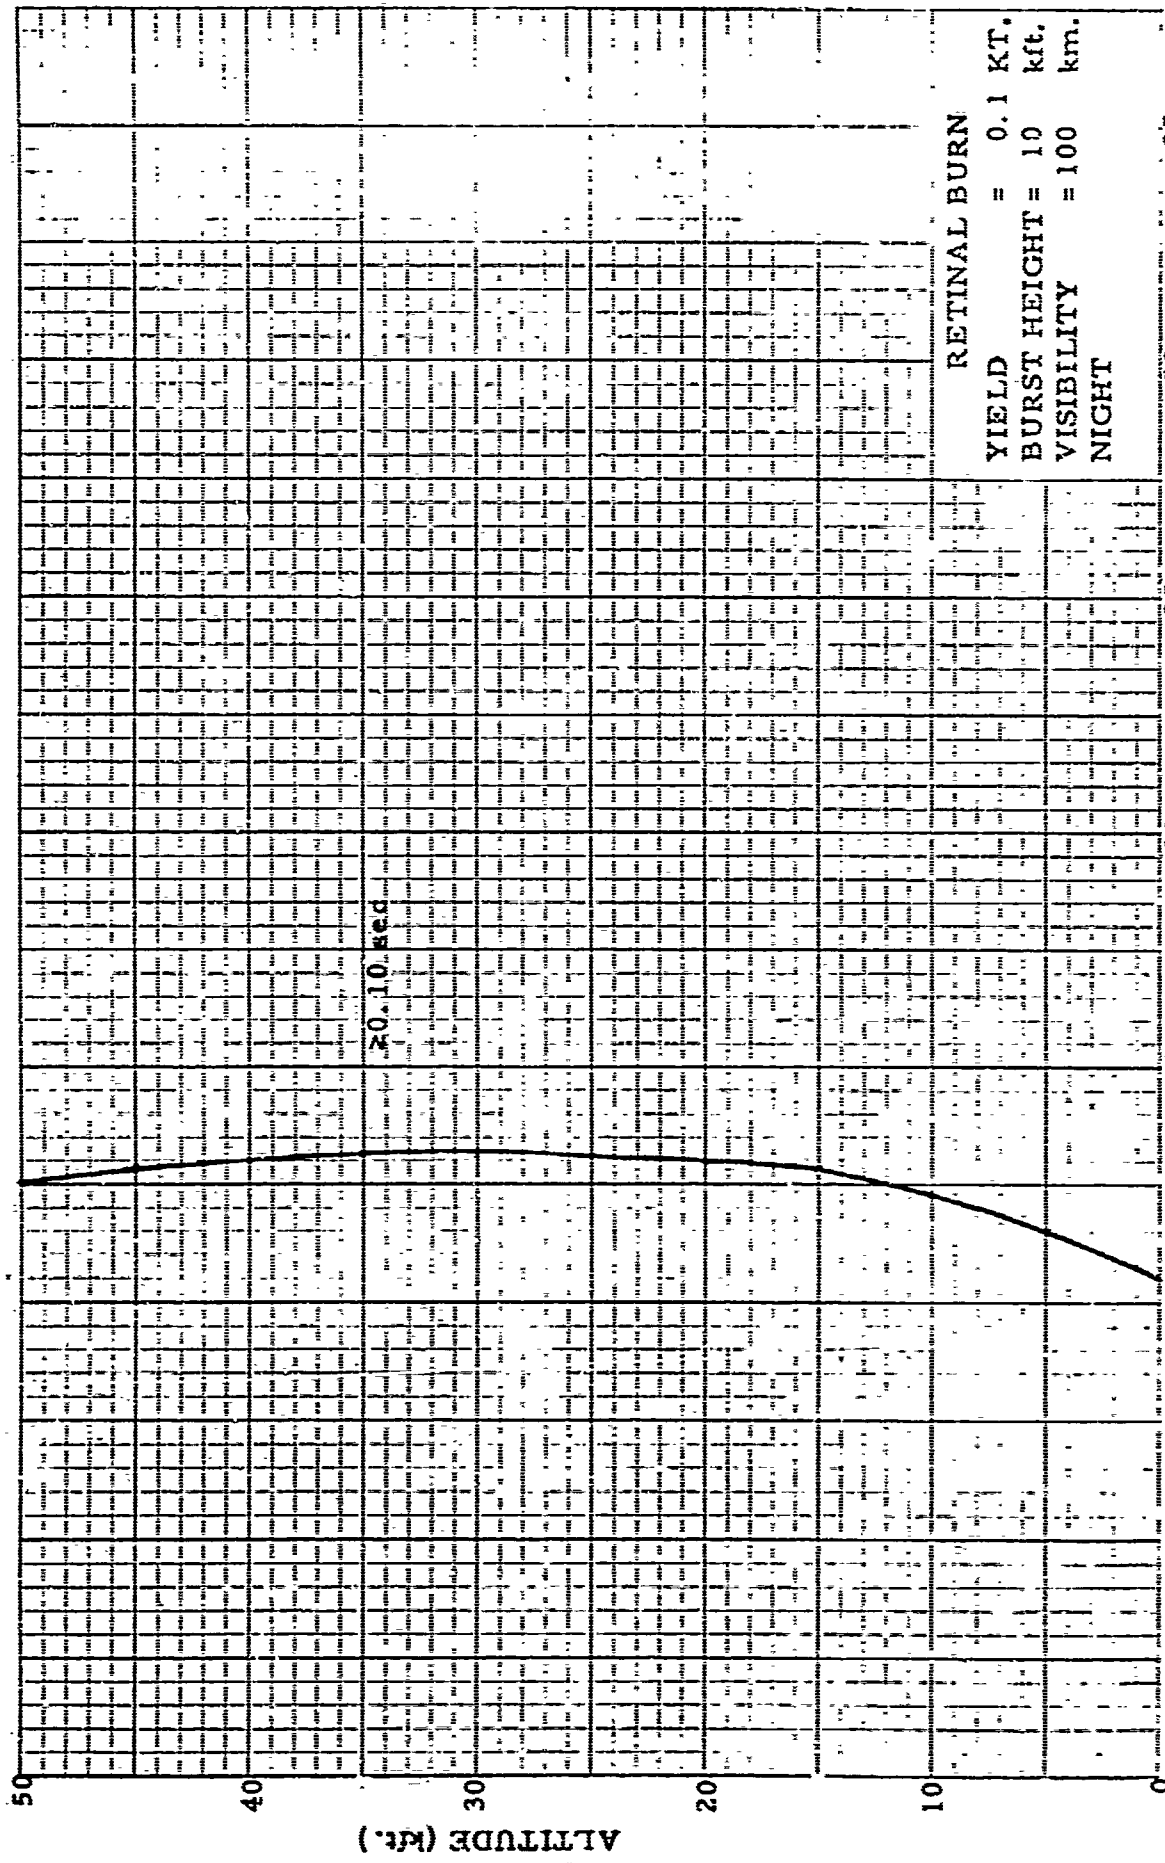 50
40
30
20
10
0
ALTITUDE (kft.)
≥0.10 sec
RETINAL BURN
YIELD = 0.1 KT.
BURST HEIGHT = 10 kft.
VISIBILITY = 100 km.
NIGHT